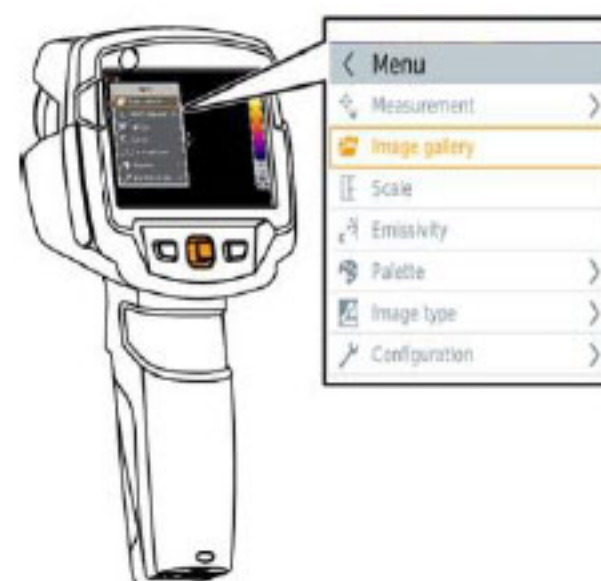 Menu
Measurement
Image gallery
Scale
Emissivity
Palette
Image type
Configuration